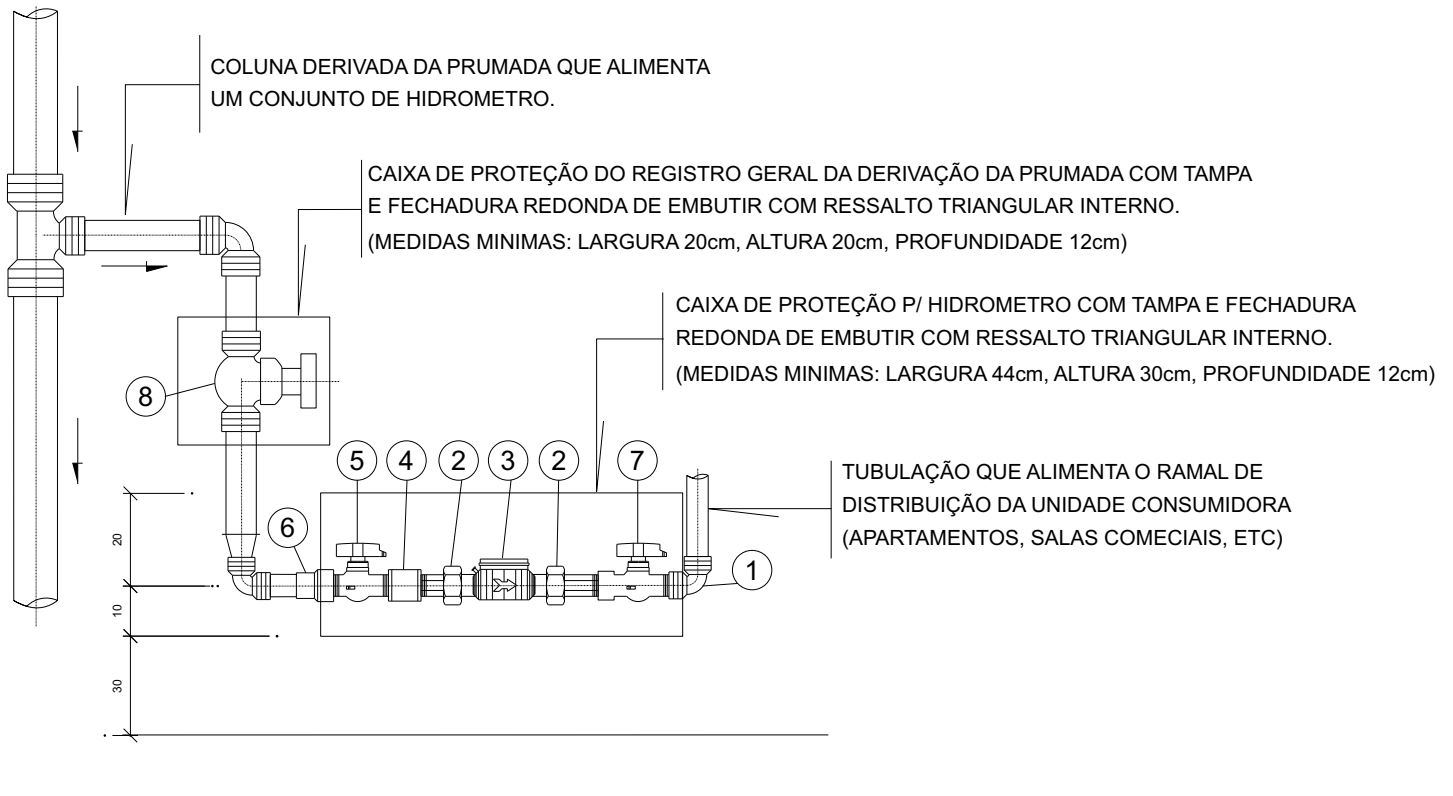 COLUNA DERIVADA DA PRUMADA QUE ALIMENTA
UM CONJUNTO DE HIDROMETRO.
CAIXA DE PROTEÇÃO DO REGISTRO GERAL DA DERIVAÇÃO DA PRUMADA COM TAMPA
E FECHADURA REDONDA DE EMBUTIR COM RESSALTO TRIANGULAR INTERNO.
(MEDIDAS MINIMAS: LARGURA 20cm, ALTURA 20cm, PROFUNDIDADE 12cm)
CAIXA DE PROTEÇÃO P/ HIDROMETRO COM TAMPA E FECHADURA
REDONDA DE EMBUTIR COM RESSALTO TRIANGULAR INTERNO.
(MEDIDAS MINIMAS: LARGURA 44cm, ALTURA 30cm, PROFUNDIDADE 12cm)
8
5 4 2 3 2 7
TUBULAÇÃO QUE ALIMENTA O RAMAL DE
DISTRIBUIÇÃO DA UNIDADE CONSUMIDORA
(APARTAMENTOS, SALAS COMECIAIS, ETC)
6
1
20
10
30